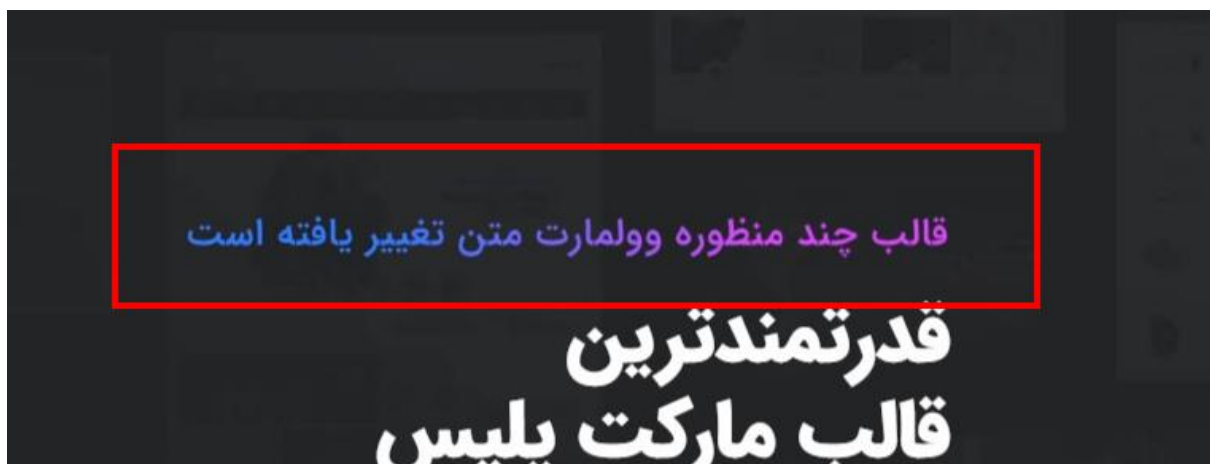 قالب چند منظوره وولمارت متن تغییر یافته است
قدرتمندترین
قالب مارکت پلیس